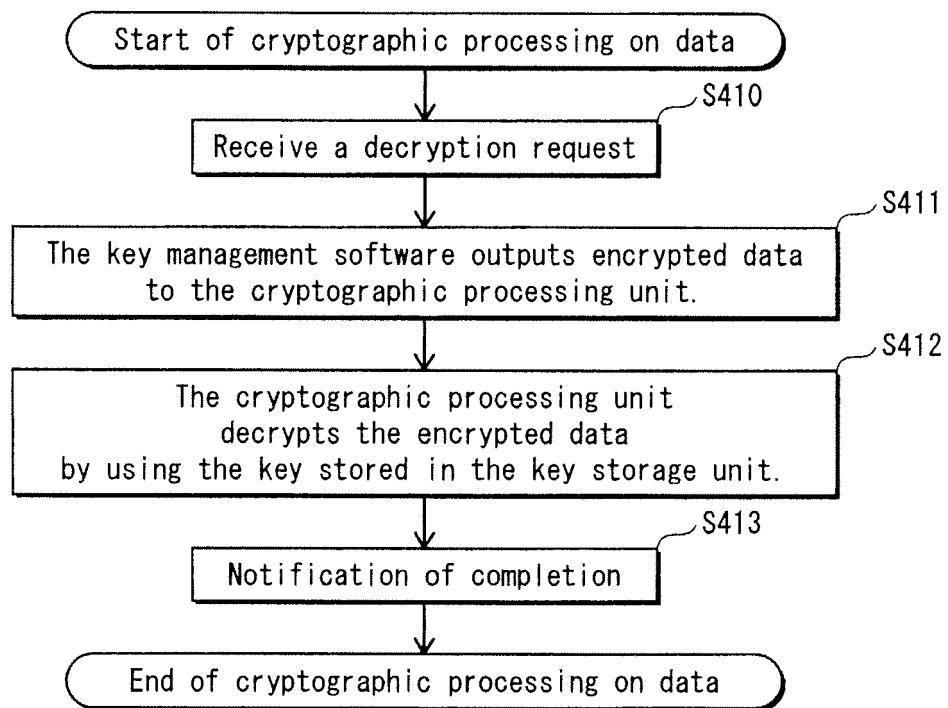 Start of cryptographic processing on data
S410
Receive a decryption request
S411
The key management software outputs encrypted data
to the cryptographic processing unit.
S412
The cryptographic processing unit
decrypts the encrypted data
by using the key stored in the key storage unit.
S413
Notification of completion
End of cryptographic processing on data